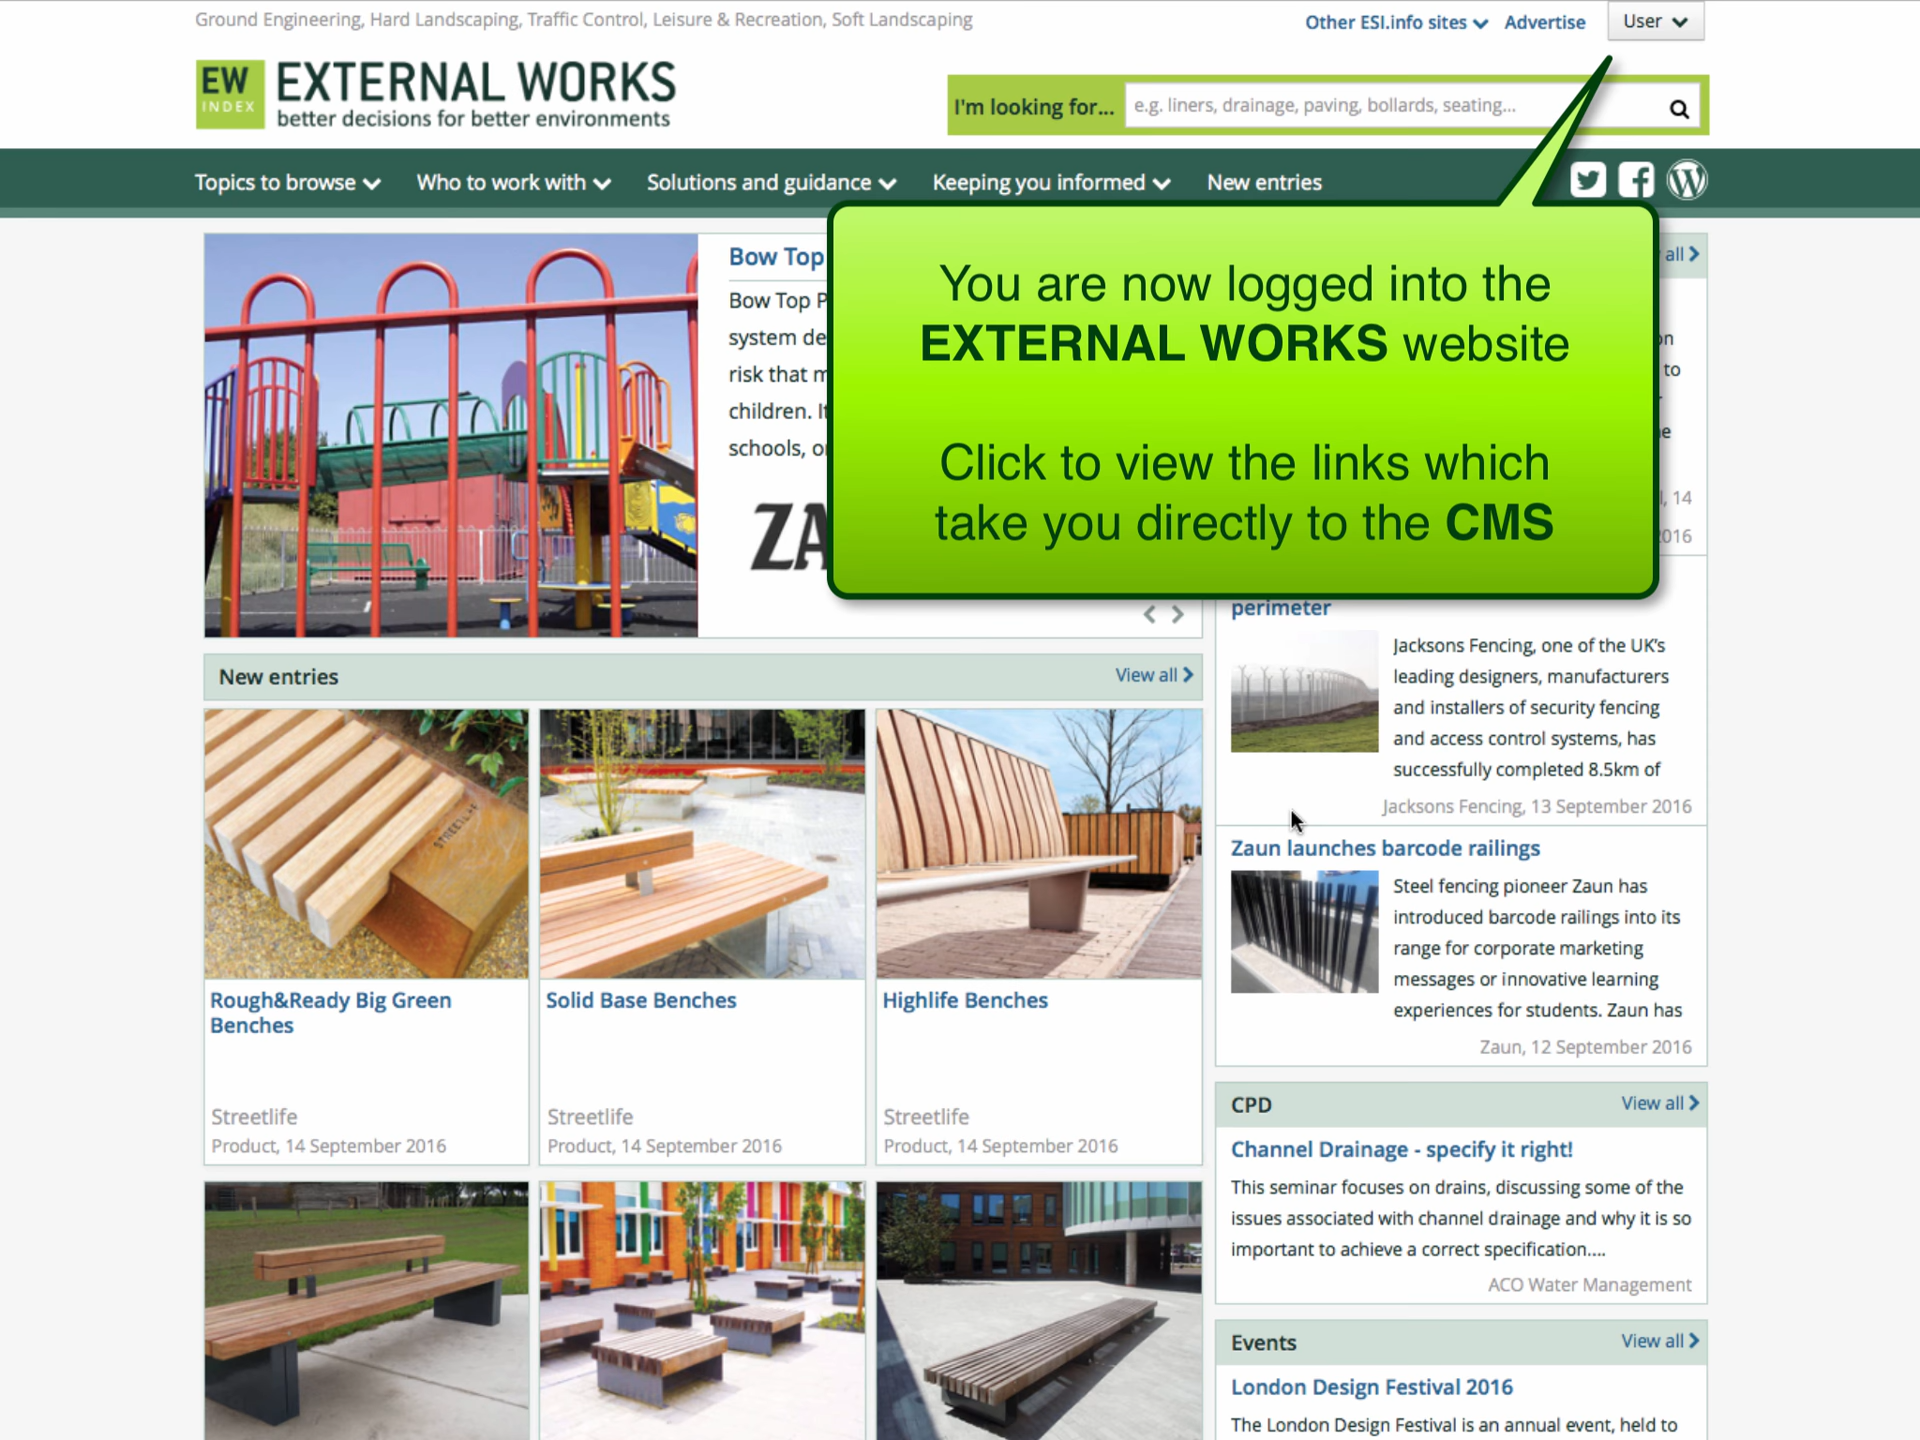 Ground Engineering, Hard Landscaping, Traffic Control, Leisure & Recreation, Soft Landscaping
Other ESI.info sites
Advertise
User
EW
INDEX
EXTERNAL WORKS
better decisions for better environments
I'm looking for...
e.g. liners, drainage, paving, bollards, seating...
Topics to browse
Who to work with
Solutions and guidance
Keeping you informed
New entries
You are now logged into the
EXTERNAL WORKS website
Click to view the links which
take you directly to the CMS
Bow Top
Bow Top P
system de
risk that m
children. It
schools, o
ZA
all
on
to
e
14
2016
perimeter
Jacksons Fencing, one of the UK's
leading designers, manufacturers
and installers of security fencing
and access control systems, has
successfully completed 8.5km of
Jacksons Fencing, 13 September 2016
Zaun launches barcode railings
Steel fencing pioneer Zaun has
introduced barcode railings into its
range for corporate marketing
messages or innovative learning
experiences for students. Zaun has
Zaun, 12 September 2016
New entries
View all
STREETLIFE
Rough&Ready Big Green
Benches
Streetlife
Product, 14 September 2016
Solid Base Benches
Streetlife
Product, 14 September 2016
Highlife Benches
Streetlife
Product, 14 September 2016
CPD
View all
Channel Drainage - specify it right!
This seminar focuses on drains, discussing some of the
issues associated with channel drainage and why it is so
important to achieve a correct specification....
ACO Water Management
Events
View all
London Design Festival 2016
The London Design Festival is an annual event, held to